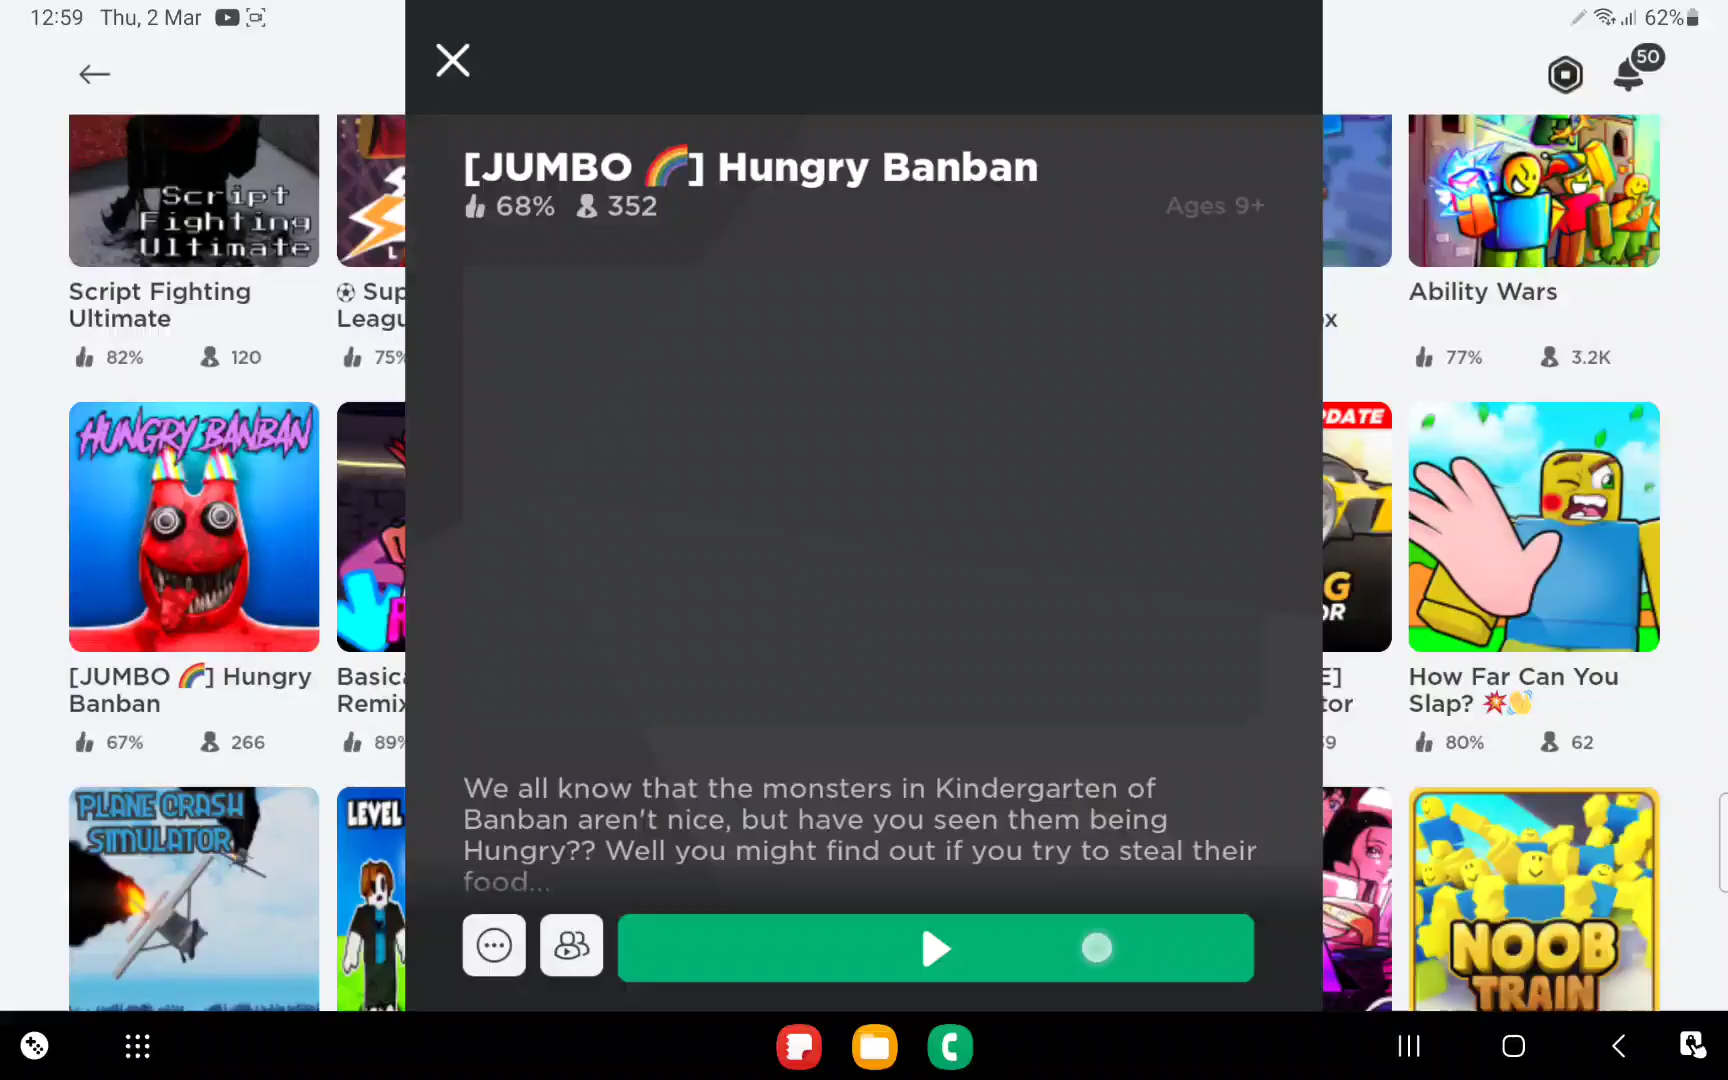 12:59 Thu, 2 Mar
62%
50
[JUMBO 🌈] Hungry Banban
68% 352
Ages 9+
Script
Fighting
Ultimate
Script Fighting
Ultimate
82% 120
⚽ Sup
Leagu
75%
x
Ability Wars
77% 3.2K
HUNGRY BANBAN
[JUMBO 🌈] Hungry
Banban
67% 266
Basic
Remix
89%
DATE
G
OR
E]
tor
59
How Far Can You
Slap? 💥👏
80% 62
We all know that the monsters in Kindergarten of
Banban aren't nice, but have you seen them being
Hungry?? Well you might find out if you try to steal their
food...
PLANE CRASH
SIMULATOR
LEVEL
NOOB
TRAIN